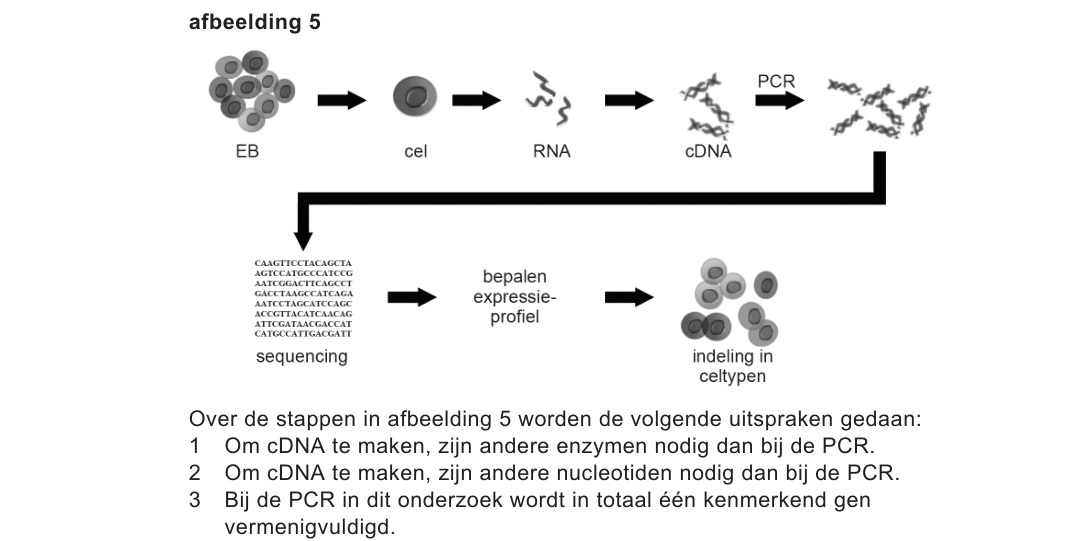 afbeelding 5
PCR
EB
cel
RNA
cDNA
CAAGTTCCTACAGCTA
AGTCCATGCCCATCCG
AATCGGACTTCAGCCT
GACCTAAGCCATCAGA
AATCCTAGCATCCAGC
ACCGTTACATCAACAG
ATTCGATAACGACCAT
CATGCCATTGACGATT
sequencing
bepalen
expressie-
profiel
indeling in
celtypen
Over de stappen in afbeelding 5 worden de volgende uitspraken gedaan:
1 Om cDNA te maken, zijn andere enzymen nodig dan bij de PCR.
2 Om cDNA te maken, zijn andere nucleotiden nodig dan bij de PCR.
3 Bij de PCR in dit onderzoek wordt in totaal één kenmerkend gen
vermenigvuldigd.